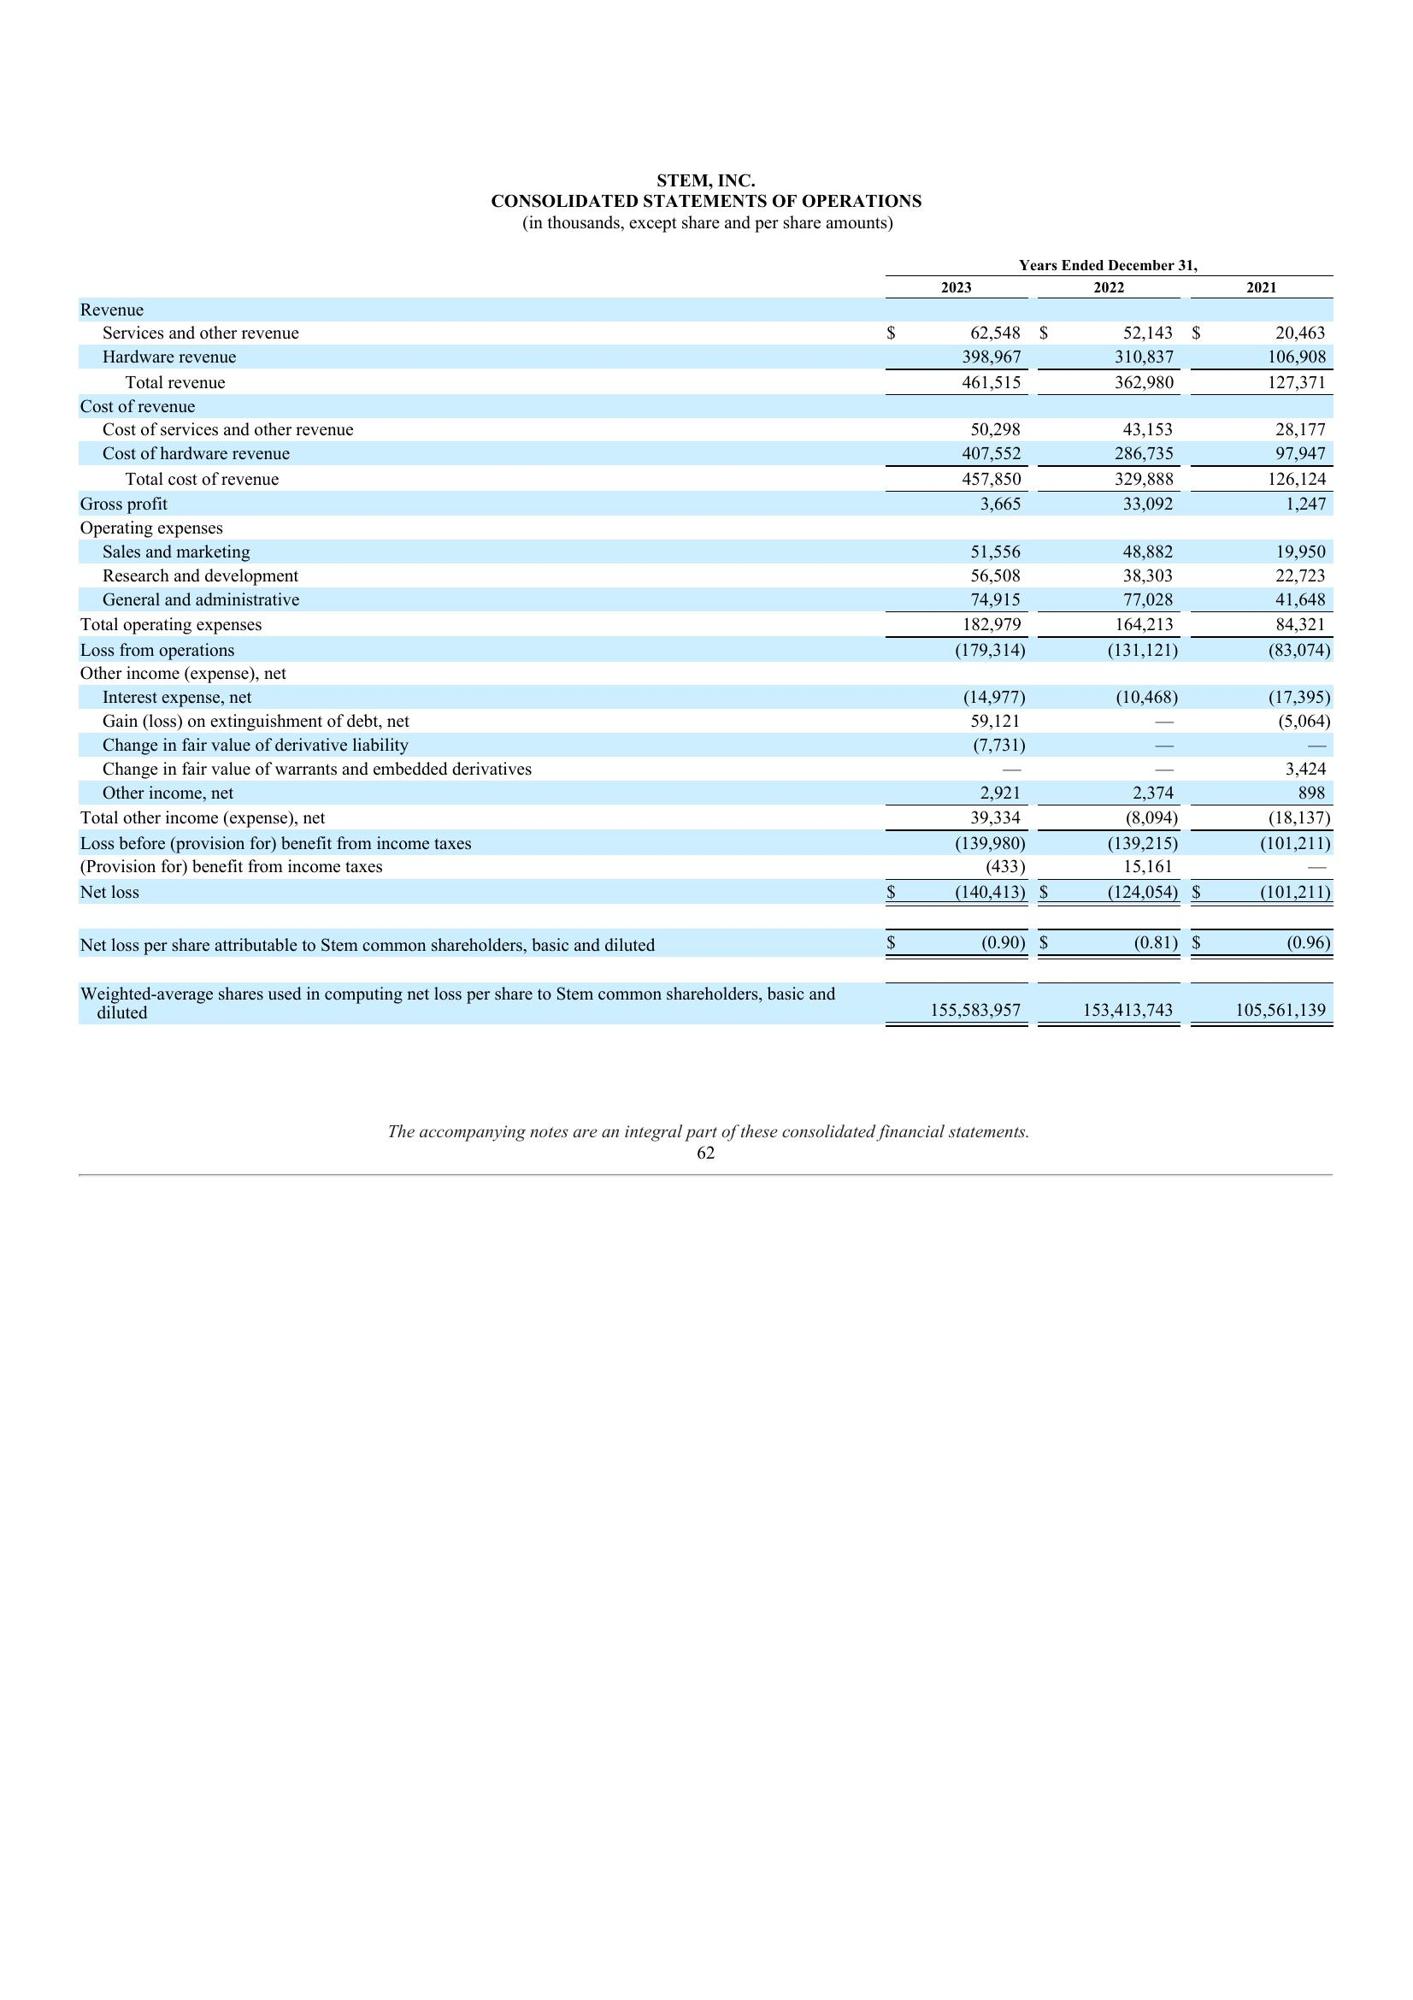 STEM, INC.
CONSOLIDATED STATEMENTS OF OPERATIONS
(in thousands, except share and per share amounts)
Years Ended December 31,
2023 2022 2021
Revenue
Services and other revenue $ 62,548 $ 52,143 $ 20,463
Hardware revenue 398,967 310,837 106,908
Total revenue 461,515 362,980 127,371
Cost of revenue
Cost of services and other revenue 50,298 43,153 28,177
Cost of hardware revenue 407,552 286,735 97,947
Total cost of revenue 457,850 329,888 126,124
Gross profit 3,665 33,092 1,247
Operating expenses
Sales and marketing 51,556 48,882 19,950
Research and development 56,508 38,303 22,723
General and administrative 74,915 77,028 41,648
Total operating expenses 182,979 164,213 84,321
Loss from operations (179,314) (131,121) (83,074)
Other income (expense), net
Interest expense, net (14,977) (10,468) (17,395)
Gain (loss) on extinguishment of debt, net 59,121 — (5,064)
Change in fair value of derivative liability (7,731) — —
Change in fair value of warrants and embedded derivatives — — 3,424
Other income, net 2,921 2,374 898
Total other income (expense), net 39,334 (8,094) (18,137)
Loss before (provision for) benefit from income taxes (139,980) (139,215) (101,211)
(Provision for) benefit from income taxes (433) 15,161 —
Net loss $ (140,413) $ (124,054) $ (101,211)
Net loss per share attributable to Stem common shareholders, basic and diluted $ (0.90) $ (0.81) $ (0.96)
Weighted-average shares used in computing net loss per share to Stem common shareholders, basic and
diluted 155,583,957 153,413,743 105,561,139
The accompanying notes are an integral part of these consolidated financial statements.
62